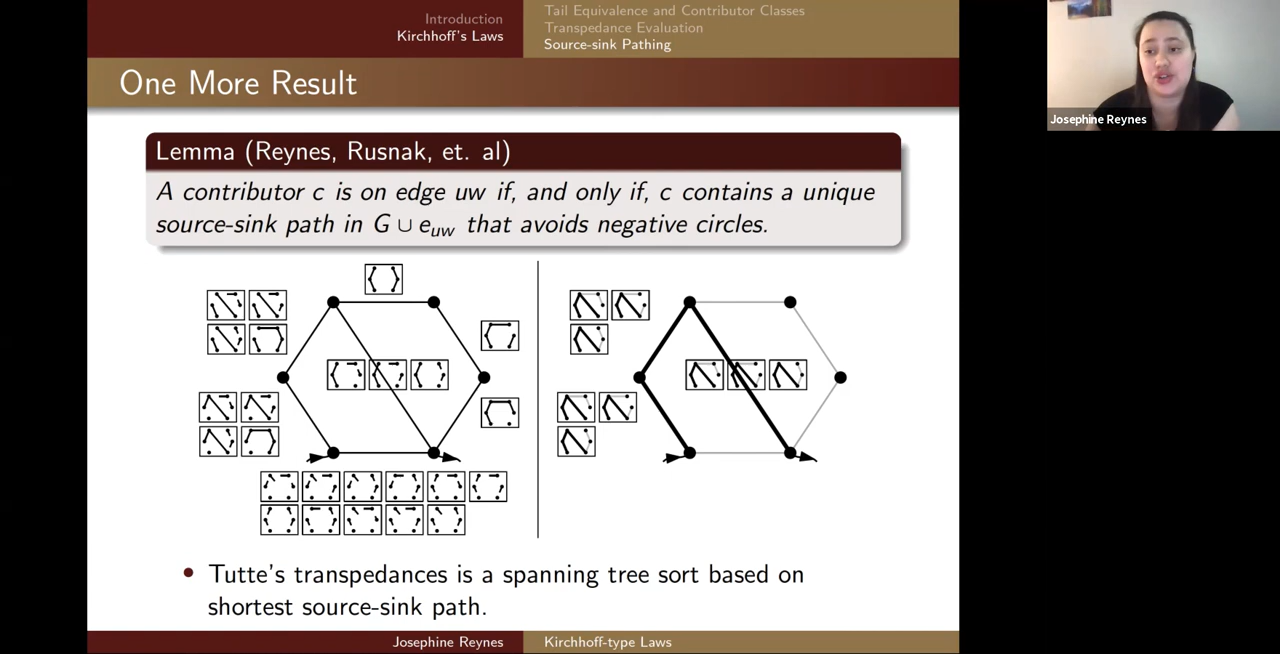 Introduction
Kirchhoff's Laws
Tail Equivalence and Contributor Classes
Transpedance Evaluation
Source-sink Pathing
One More Result
Josephine Reynes
Lemma (Reynes, Rusnak, et. al)
A contributor c is on edge uw if, and only if, c contains a unique
source-sink path in G ∪ e_uw that avoids negative circles.
• Tutte's transpedances is a spanning tree sort based on
shortest source-sink path.
Josephine Reynes
Kirchhoff-type Laws